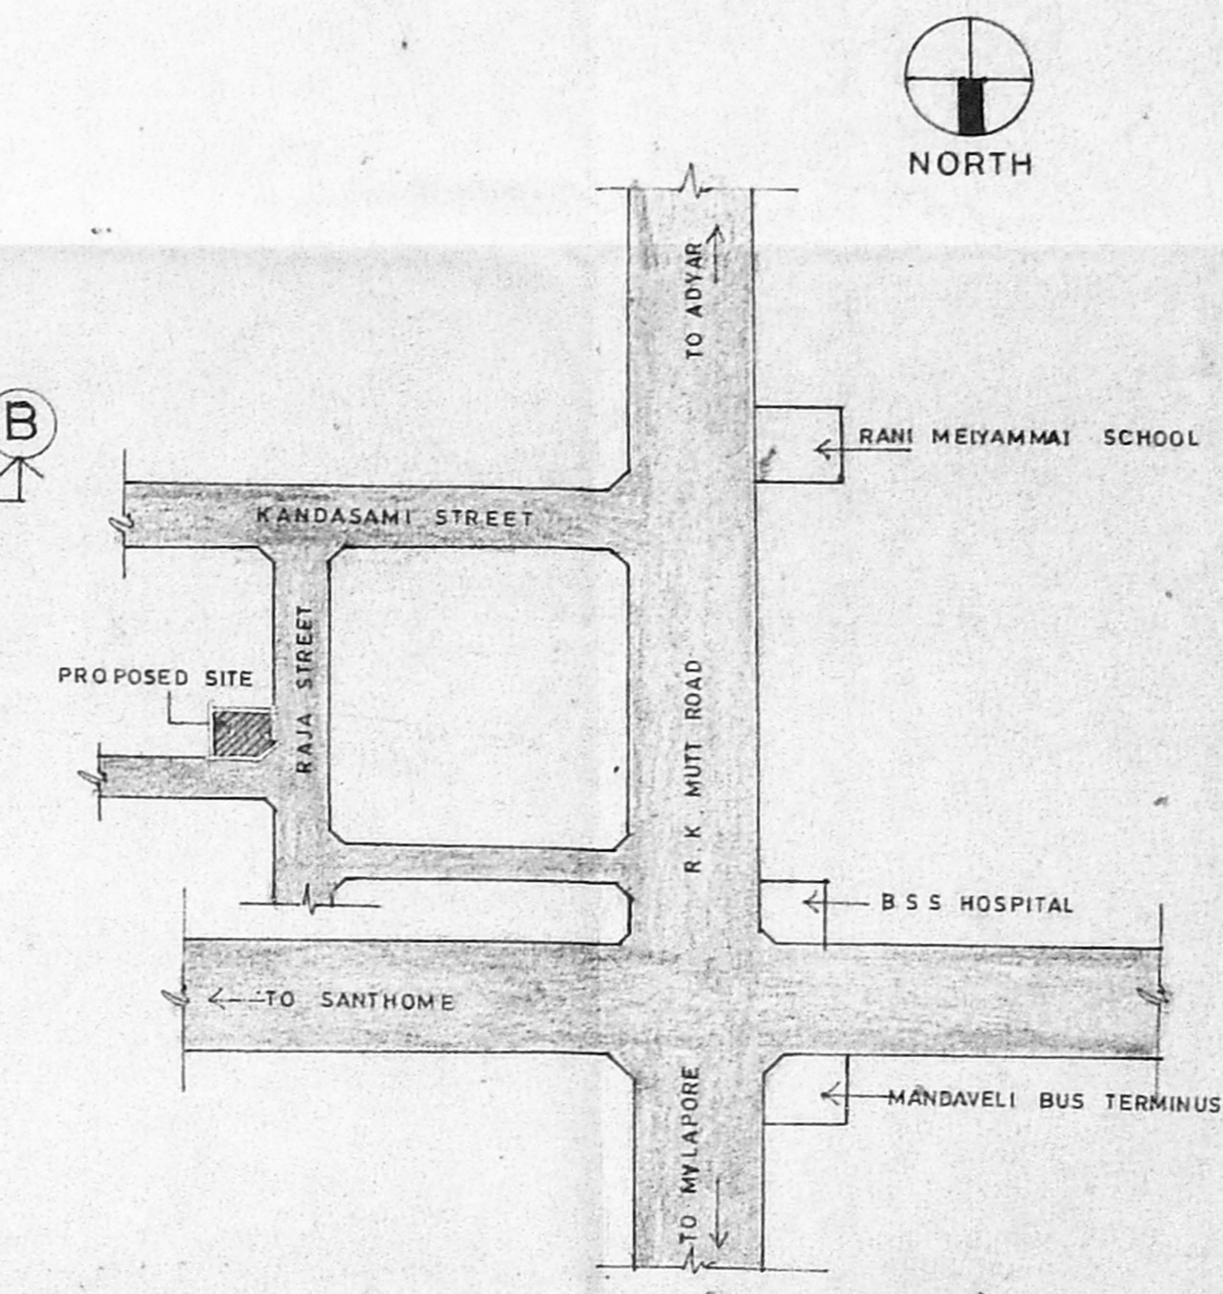 NORTH
TO ADYAR
B
RANI MEIYAMMAI SCHOOL
KANDASAMI STREET
RAJA STREET
PROPOSED SITE
R.K. MUTT ROAD
B S S HOSPITAL
TO SANTHOME
TO MYLAPORE
MANDAVELI BUS TERMINUS